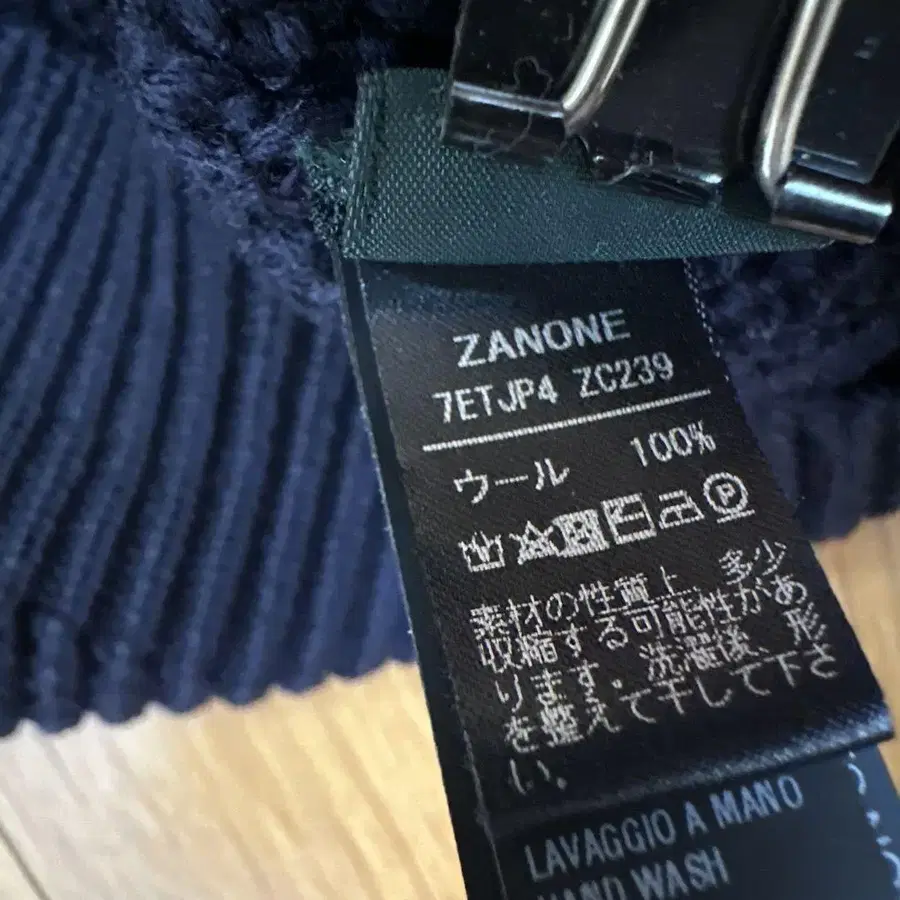 ZANONE
7ETJP4 ZC239
ウール 100%
P
素材の性質上、多少
収縮する可能性があ
ります。洗濯後、形
を整えて干して下さ
い。
LAVAGGIO A MANO
HAND WASH